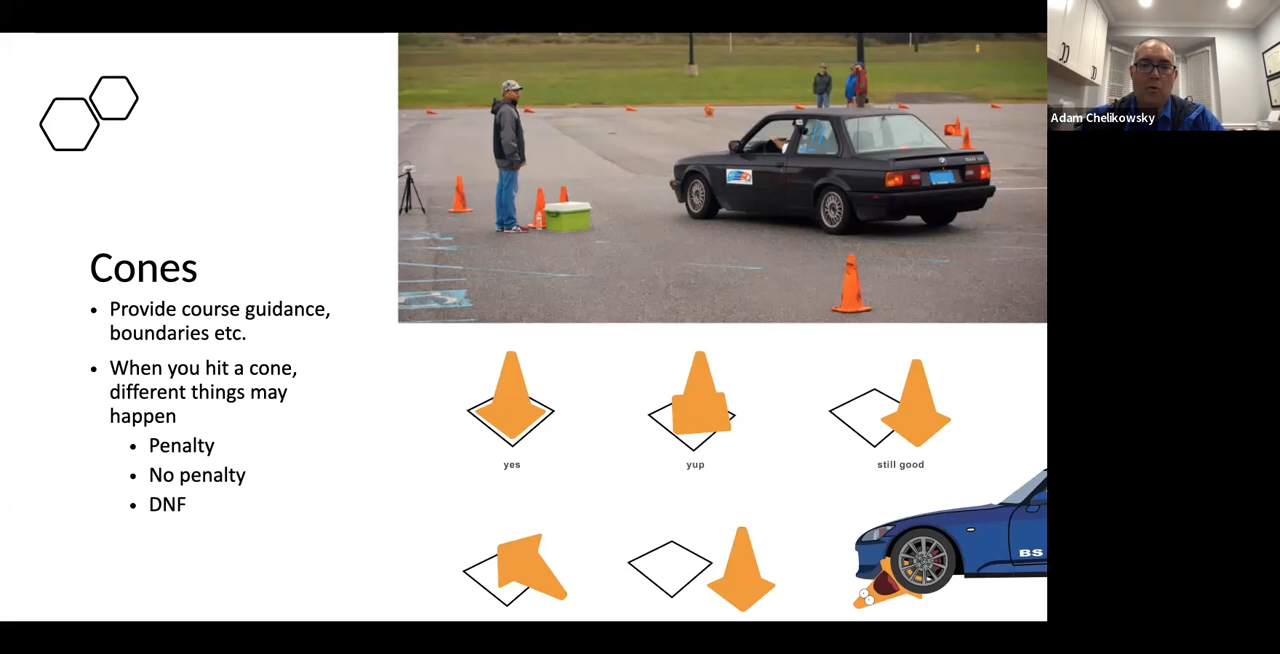 Adam Chelikowsky
Cones
• Provide course guidance,
boundaries etc.
• When you hit a cone,
different things may
happen
• Penalty
• No penalty
• DNF
yes
yup
still good
BS